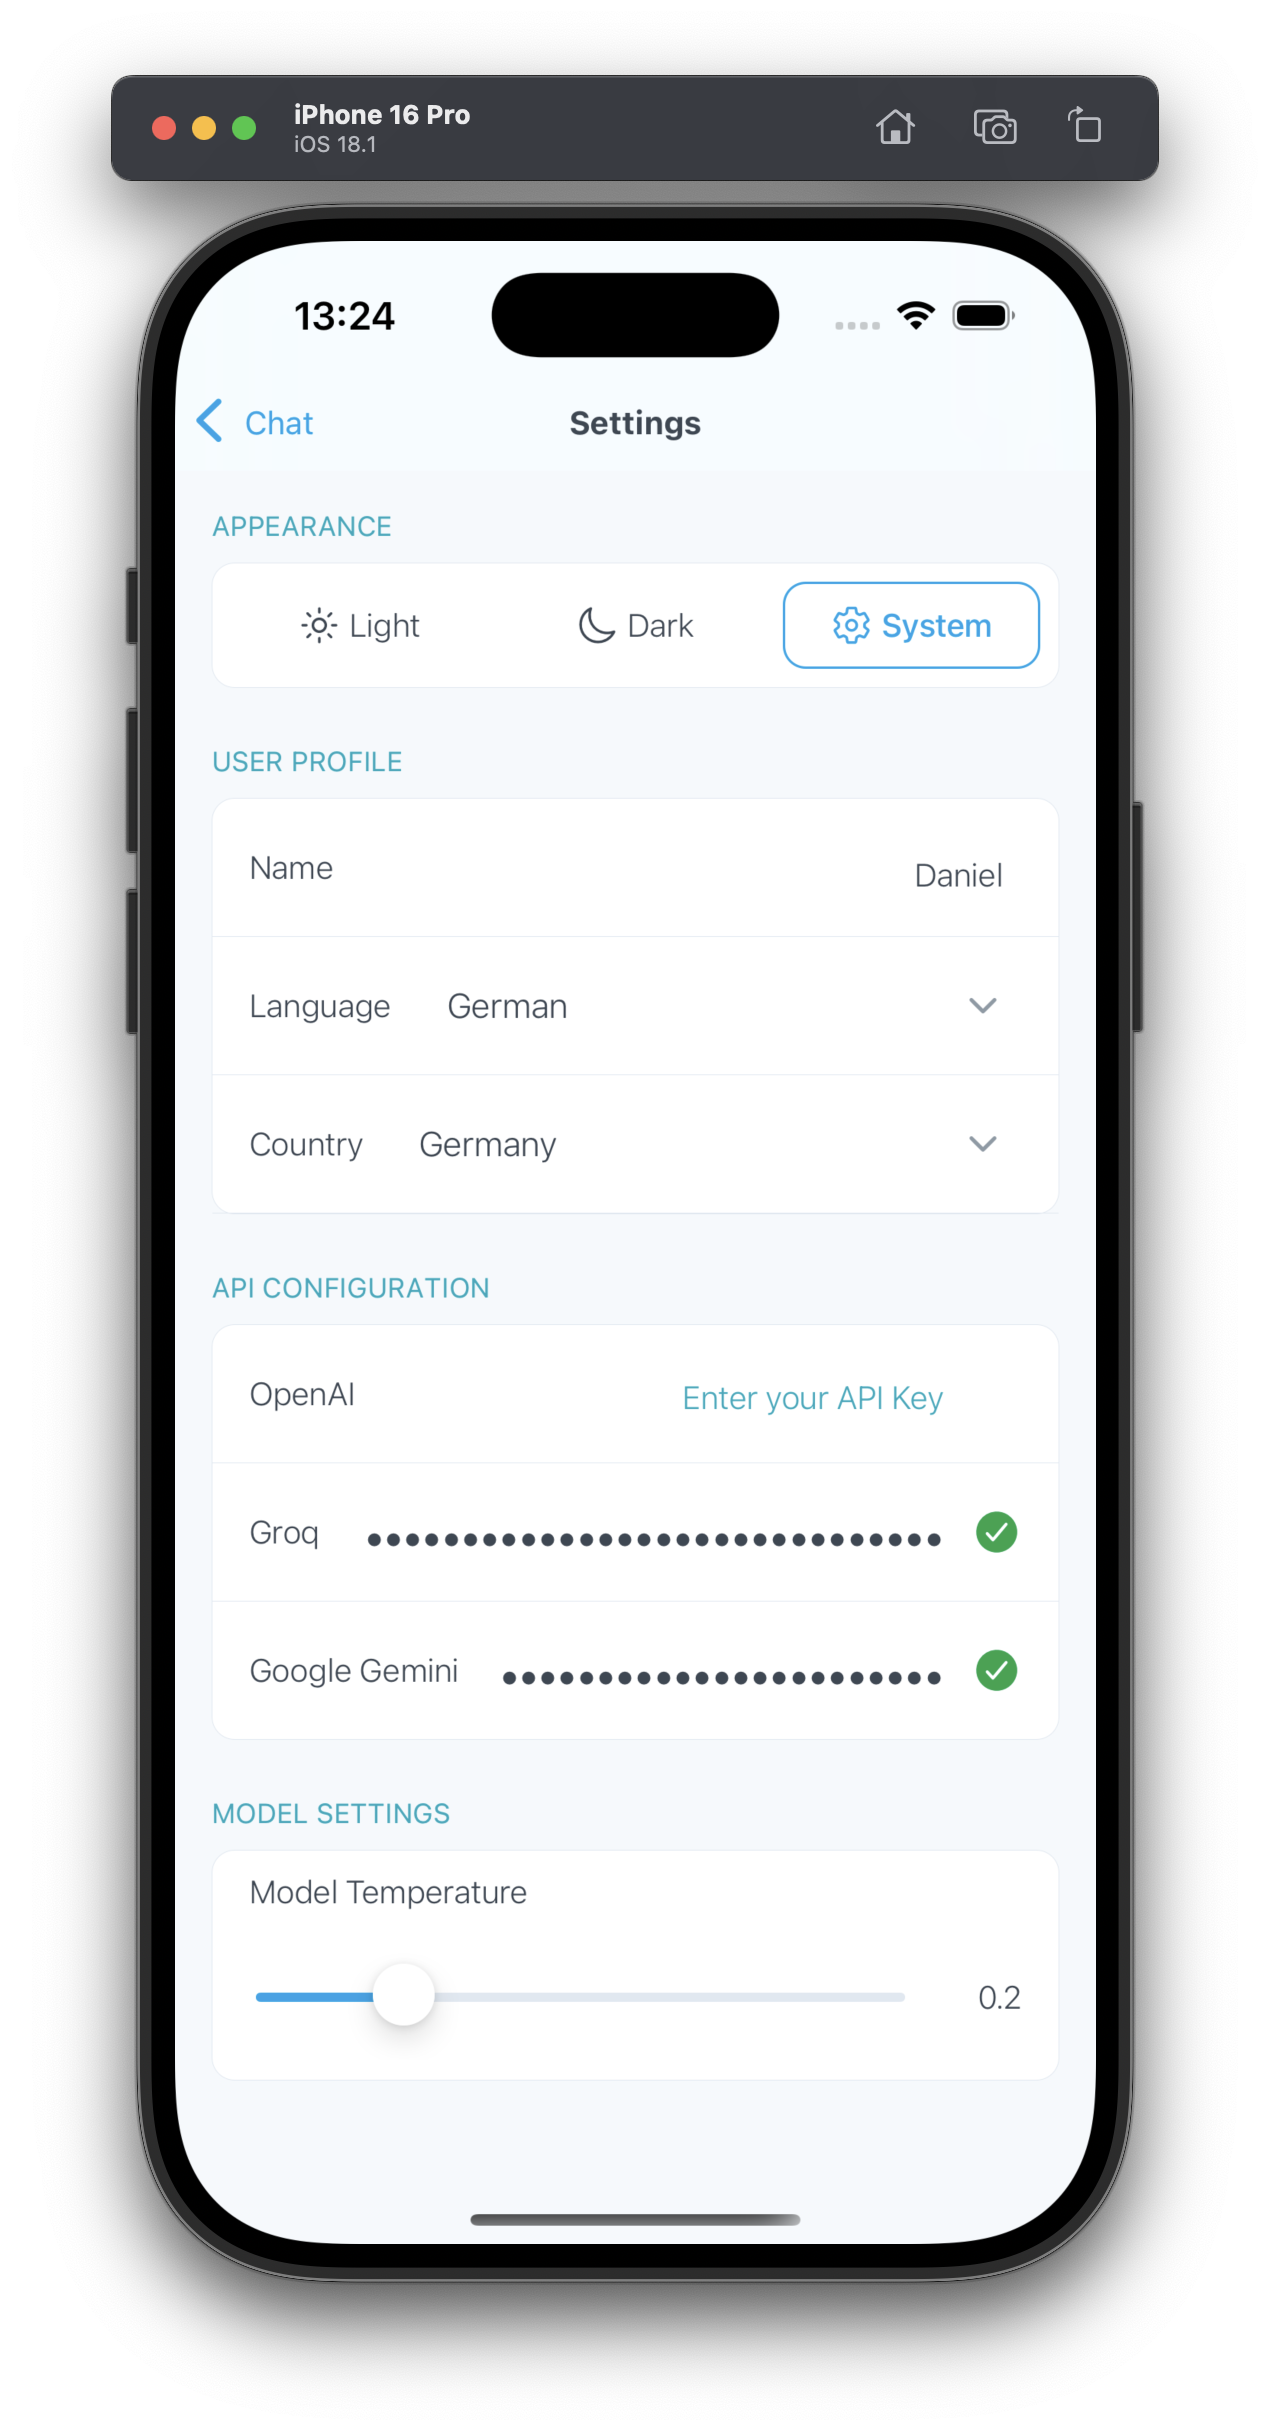 iPhone 16 Pro
iOS 18.1
13:24
Chat
Settings
APPEARANCE
Light
Dark
System
USER PROFILE
Name
Daniel
Language
German
Country
Germany
API CONFIGURATION
OpenAI
Enter your API Key
Groq
Google Gemini
MODEL SETTINGS
Model Temperature
0.2